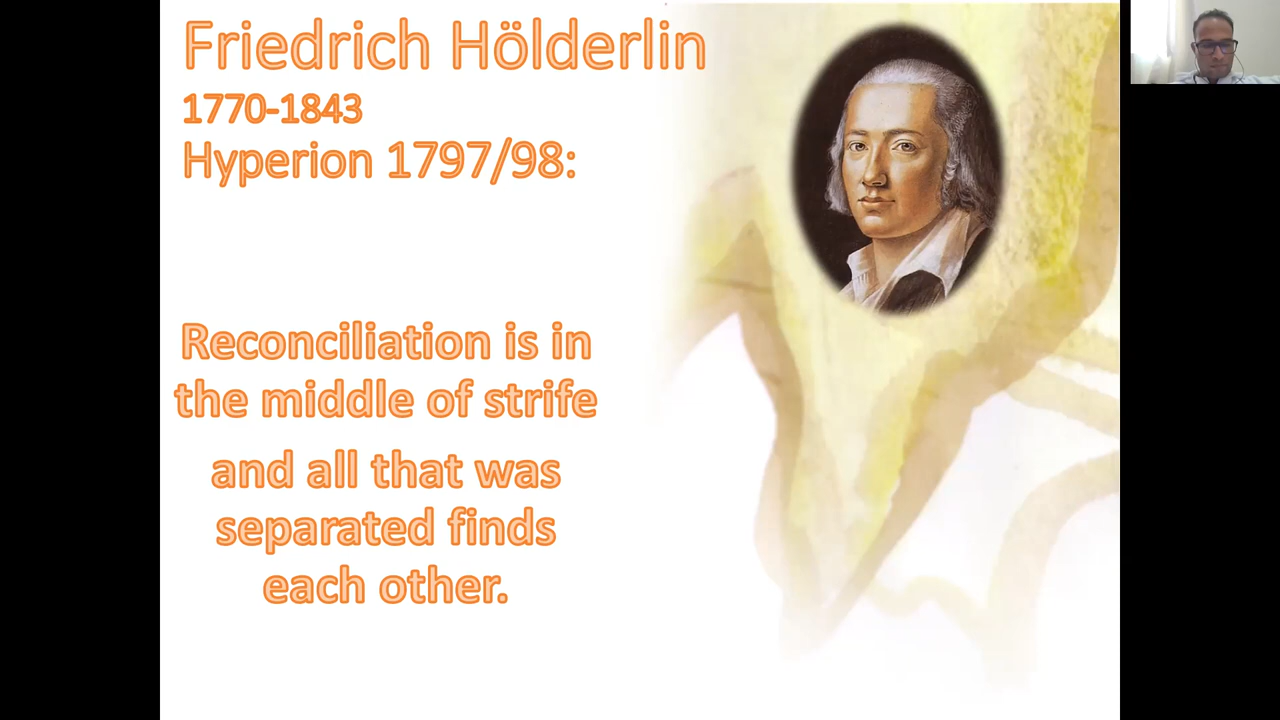 Friedrich Hölderlin
1770-1843
Hyperion 1797/98:
Reconciliation is in
the middle of strife
and all that was
separated finds
each other.